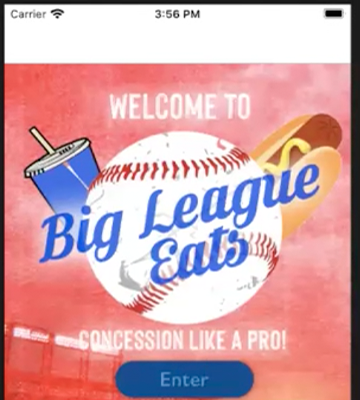 Carrier 3:56 PM
WELCOME TO
Big League
Eats
CONCESSION LIKE A PRO!
Enter